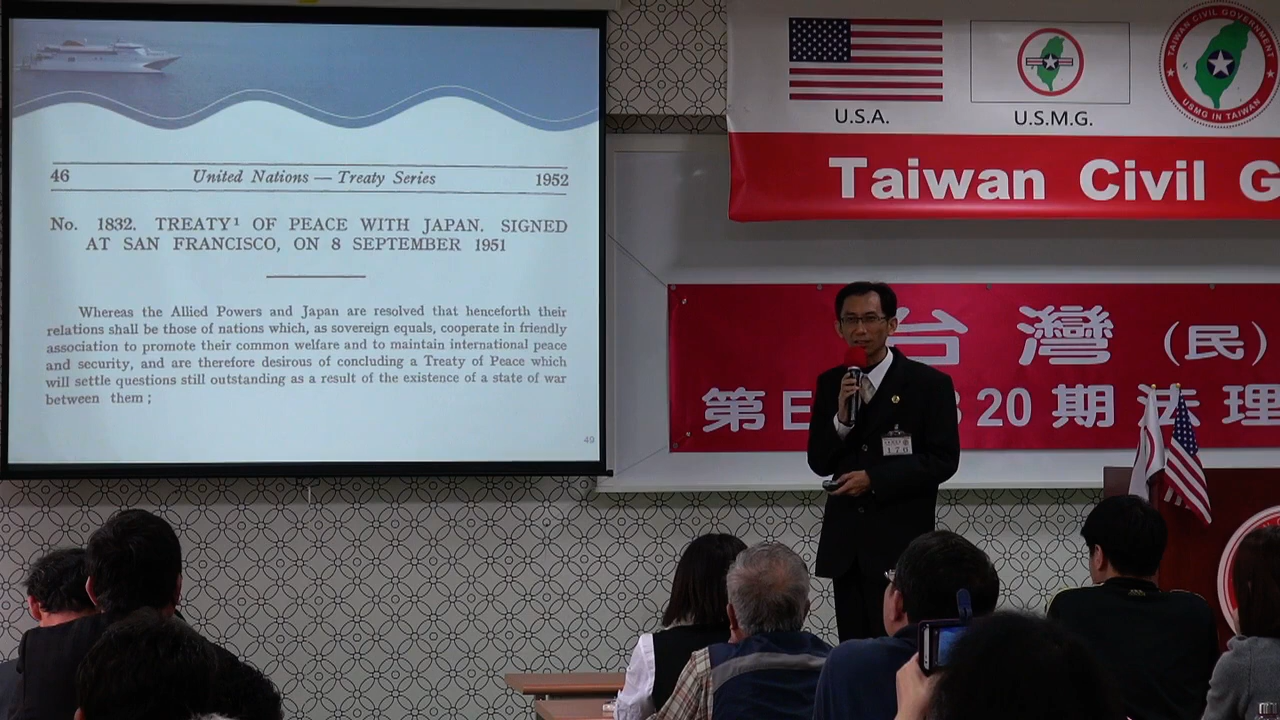 46 United Nations — Treaty Series 1952
No. 1832. TREATY¹ OF PEACE WITH JAPAN. SIGNED
AT SAN FRANCISCO, ON 8 SEPTEMBER 1951
Whereas the Allied Powers and Japan are resolved that henceforth their
relations shall be those of nations which, as sovereign equals, cooperate in friendly
association to promote their common welfare and to maintain international peace
and security, and are therefore desirous of concluding a Treaty of Peace which
will settle questions still outstanding as a result of the existence of a state of war
between them ;
49
U.S.A.
U.S.M.G.
TAIWAN CIVIL GOVERNMENT
USMG IN TAIWAN
Taiwan Civil G
台灣(民)
第E 20期法理
170